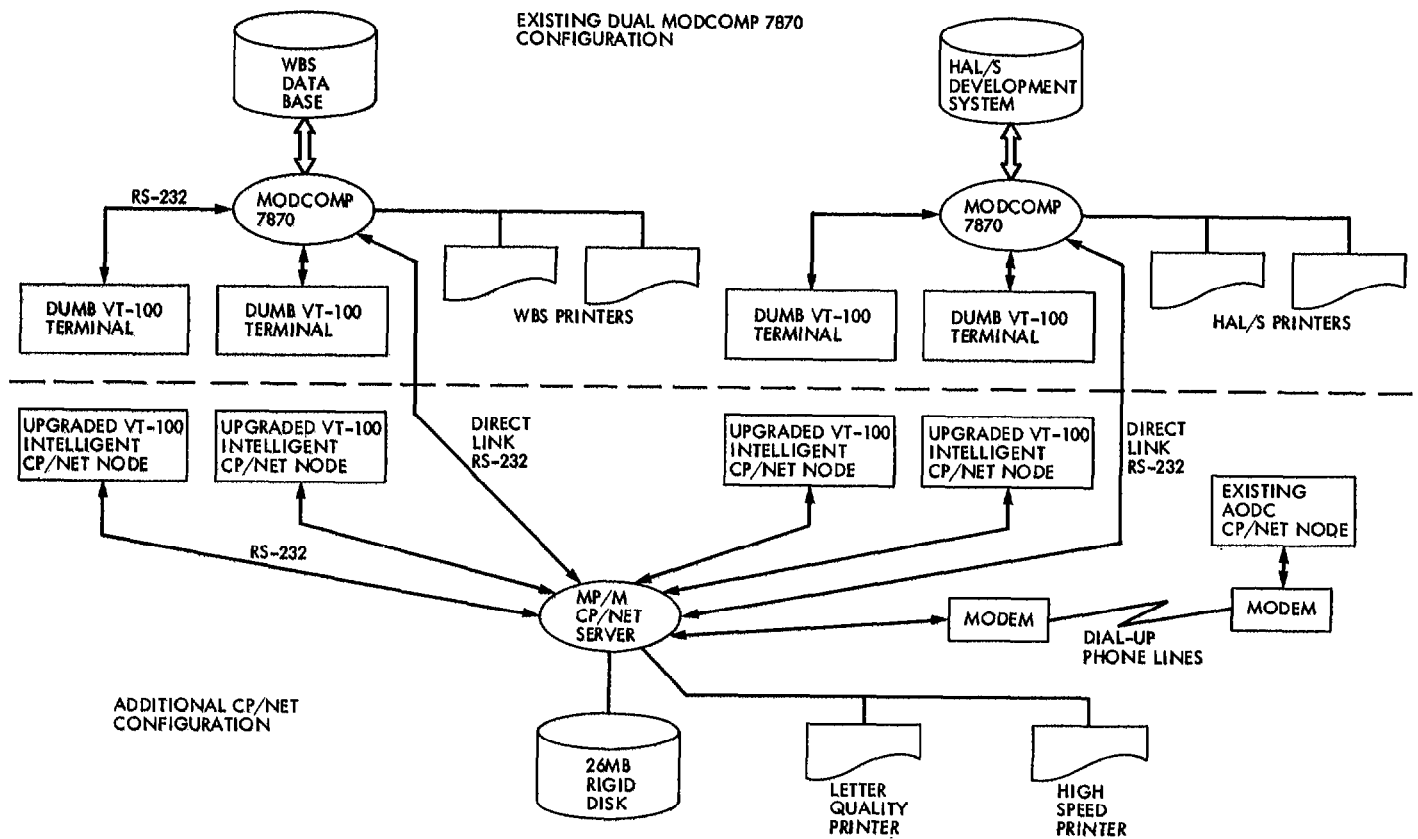 EXISTING DUAL MODCOMP 7870
CONFIGURATION
WBS
DATA
BASE
HAL/S
DEVELOPMENT
SYSTEM
RS-232
MODCOMP
7870
MODCOMP
7870
DUMB VT-100
TERMINAL
DUMB VT-100
TERMINAL
WBS PRINTERS
DUMB VT-100
TERMINAL
DUMB VT-100
TERMINAL
HAL/S PRINTERS
UPGRADED VT-100
INTELLIGENT
CP/NET NODE
UPGRADED VT-100
INTELLIGENT
CP/NET NODE
DIRECT
LINK
RS-232
UPGRADED VT-100
INTELLIGENT
CP/NET NODE
UPGRADED VT-100
INTELLIGENT
CP/NET NODE
DIRECT
LINK
RS-232
EXISTING
AODC
CP/NET NODE
RS-232
MP/M
CP/NET
SERVER
MODEM
MODEM
DIAL-UP
PHONE LINES
ADDITIONAL CP/NET
CONFIGURATION
26MB
RIGID
DISK
LETTER
QUALITY
PRINTER
HIGH
SPEED
PRINTER